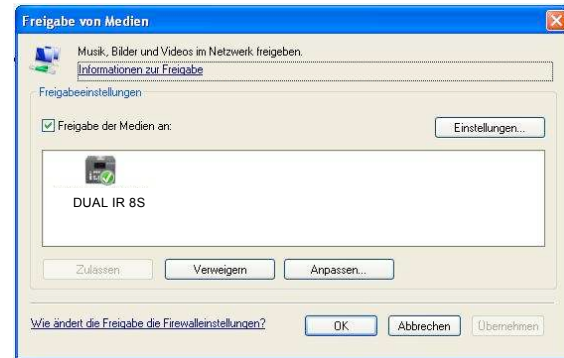 Freigabe von Medien
Musik, Bilder und Videos im Netzwerk freigeben.
Informationen zur Freigabe
Freigabeeinstellungen
Freigabe der Medien an:
Einstellungen...
DUAL IR 8S
Zulassen
Verweigern
Anpassen...
Wie ändert die Freigabe die Firewalleinstellungen?
OK
Abbrechen
Übernehmen